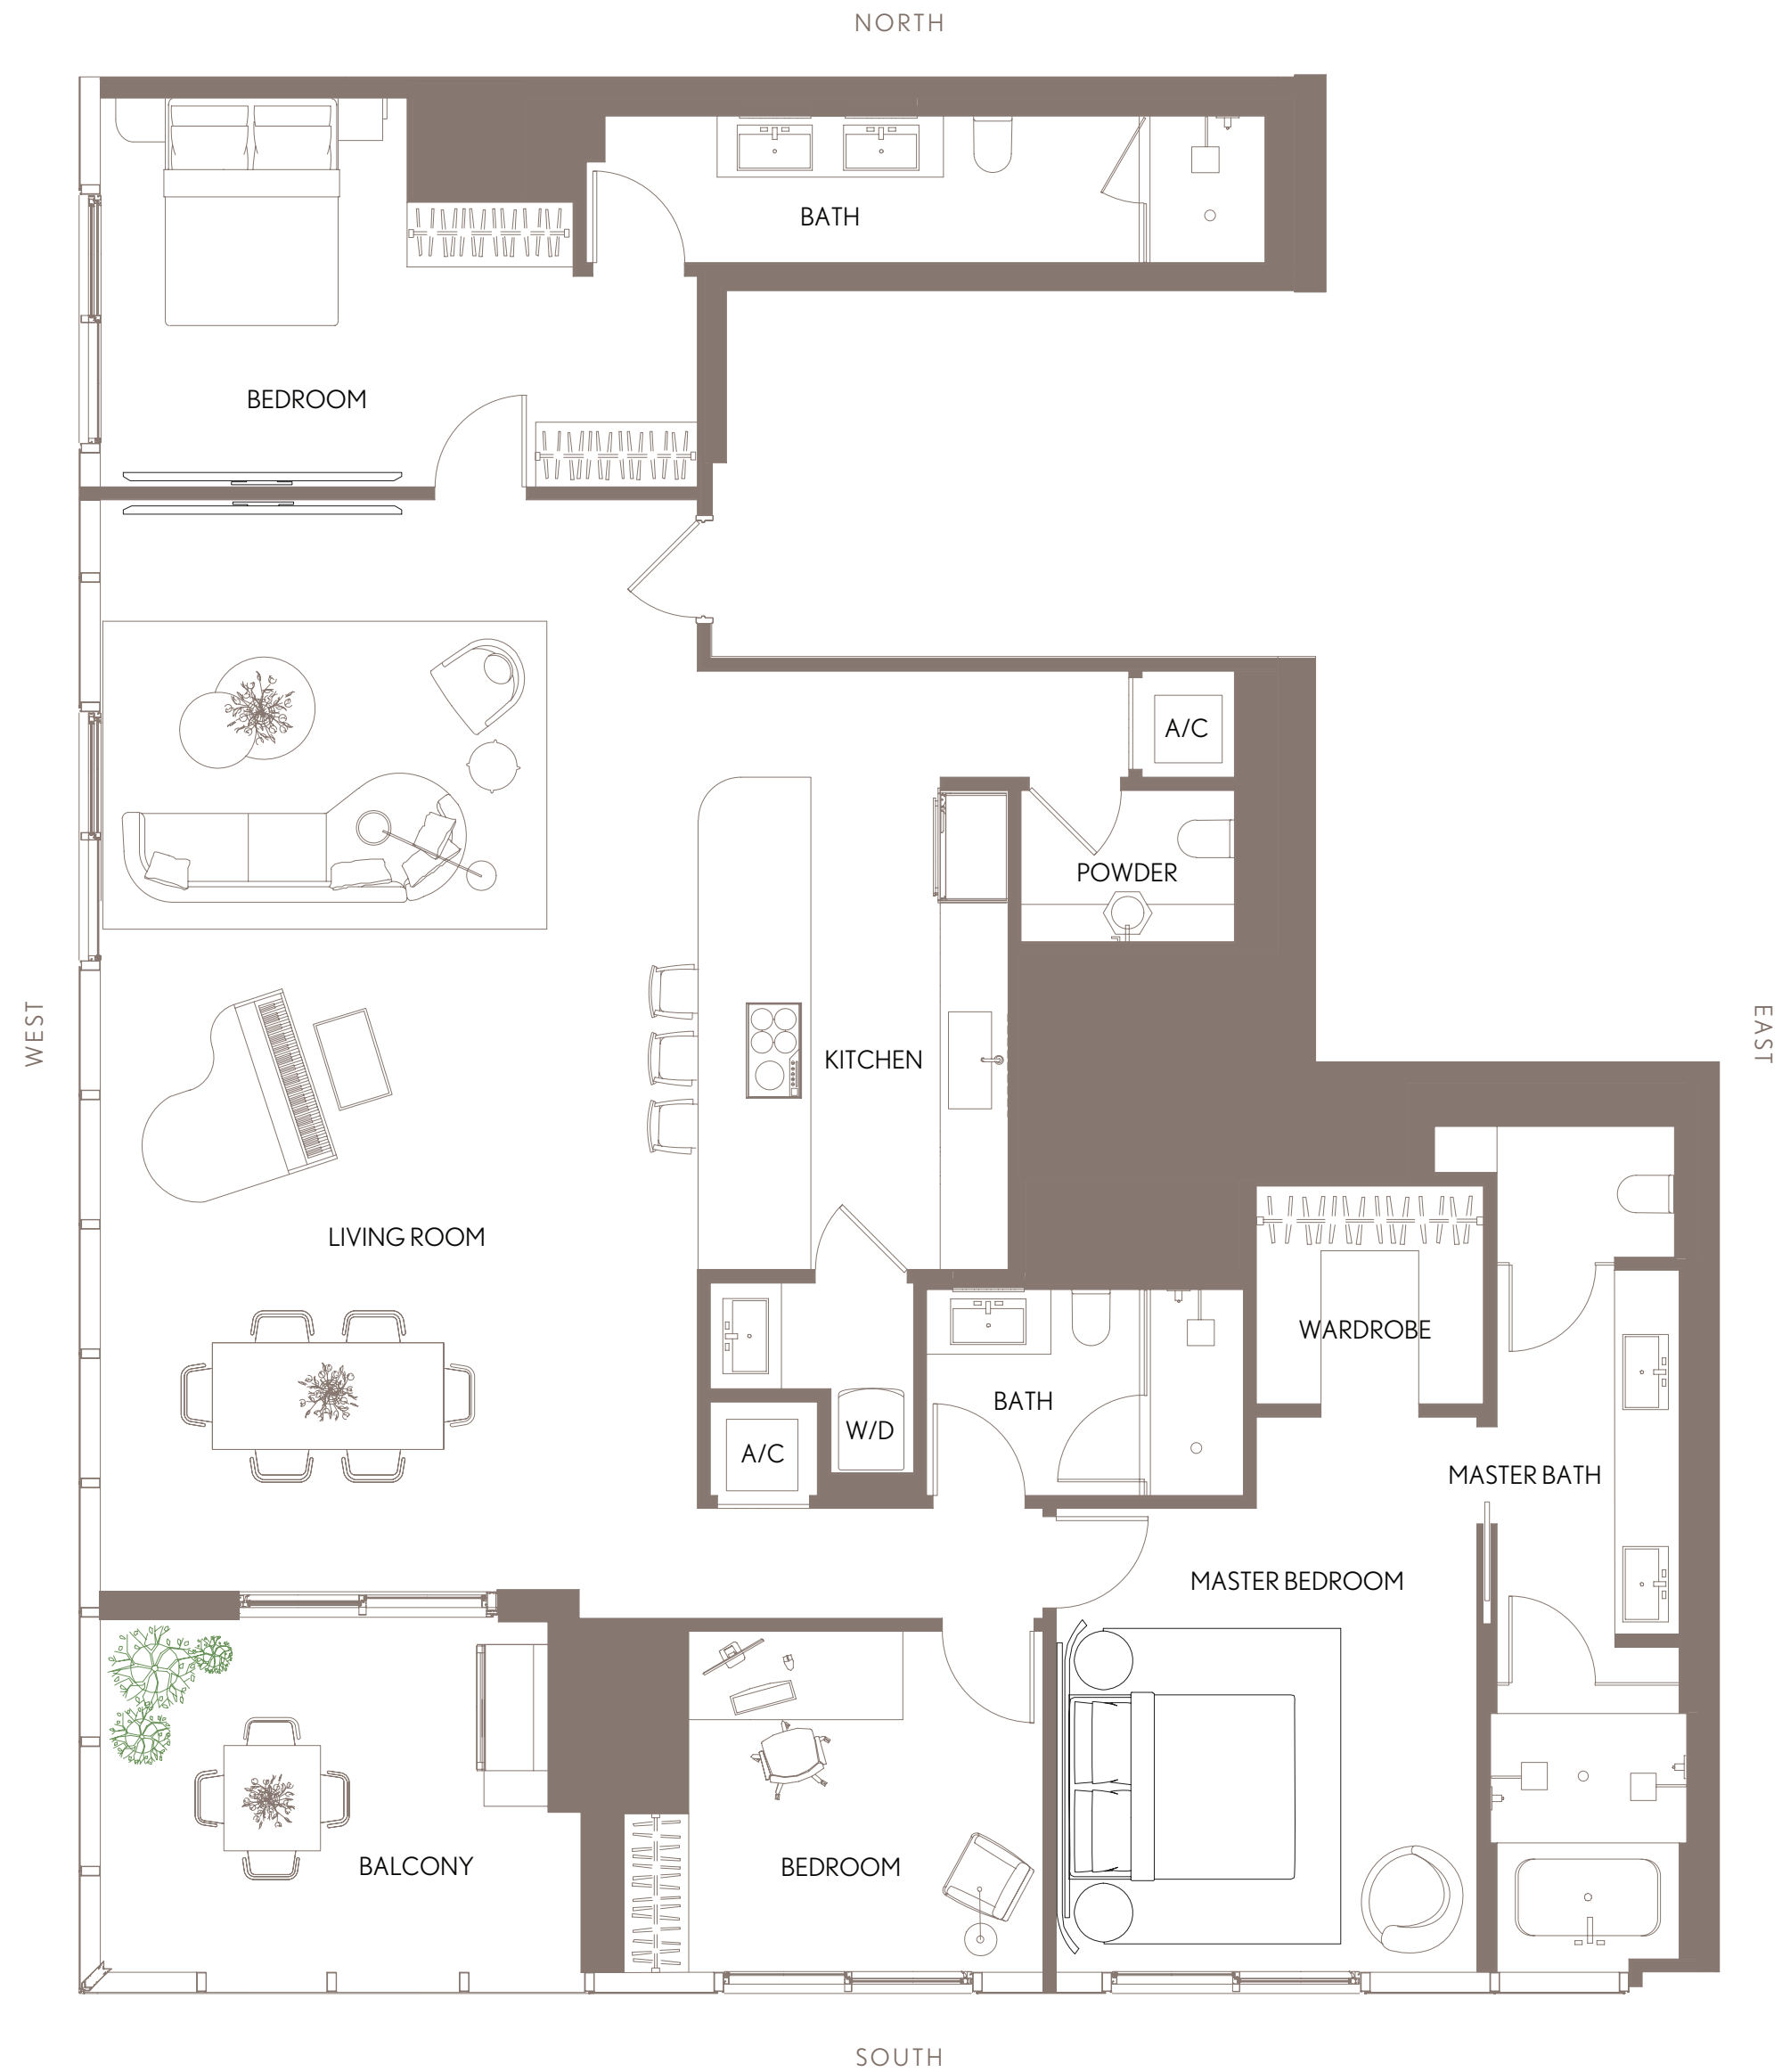 NORTH
BATH
BEDROOM
A/C
POWDER
WEST
EAST
KITCHEN
LIVING ROOM
WARDROBE
BATH
W/D
A/C
MASTER BATH
MASTER BEDROOM
BALCONY
BEDROOM
SOUTH